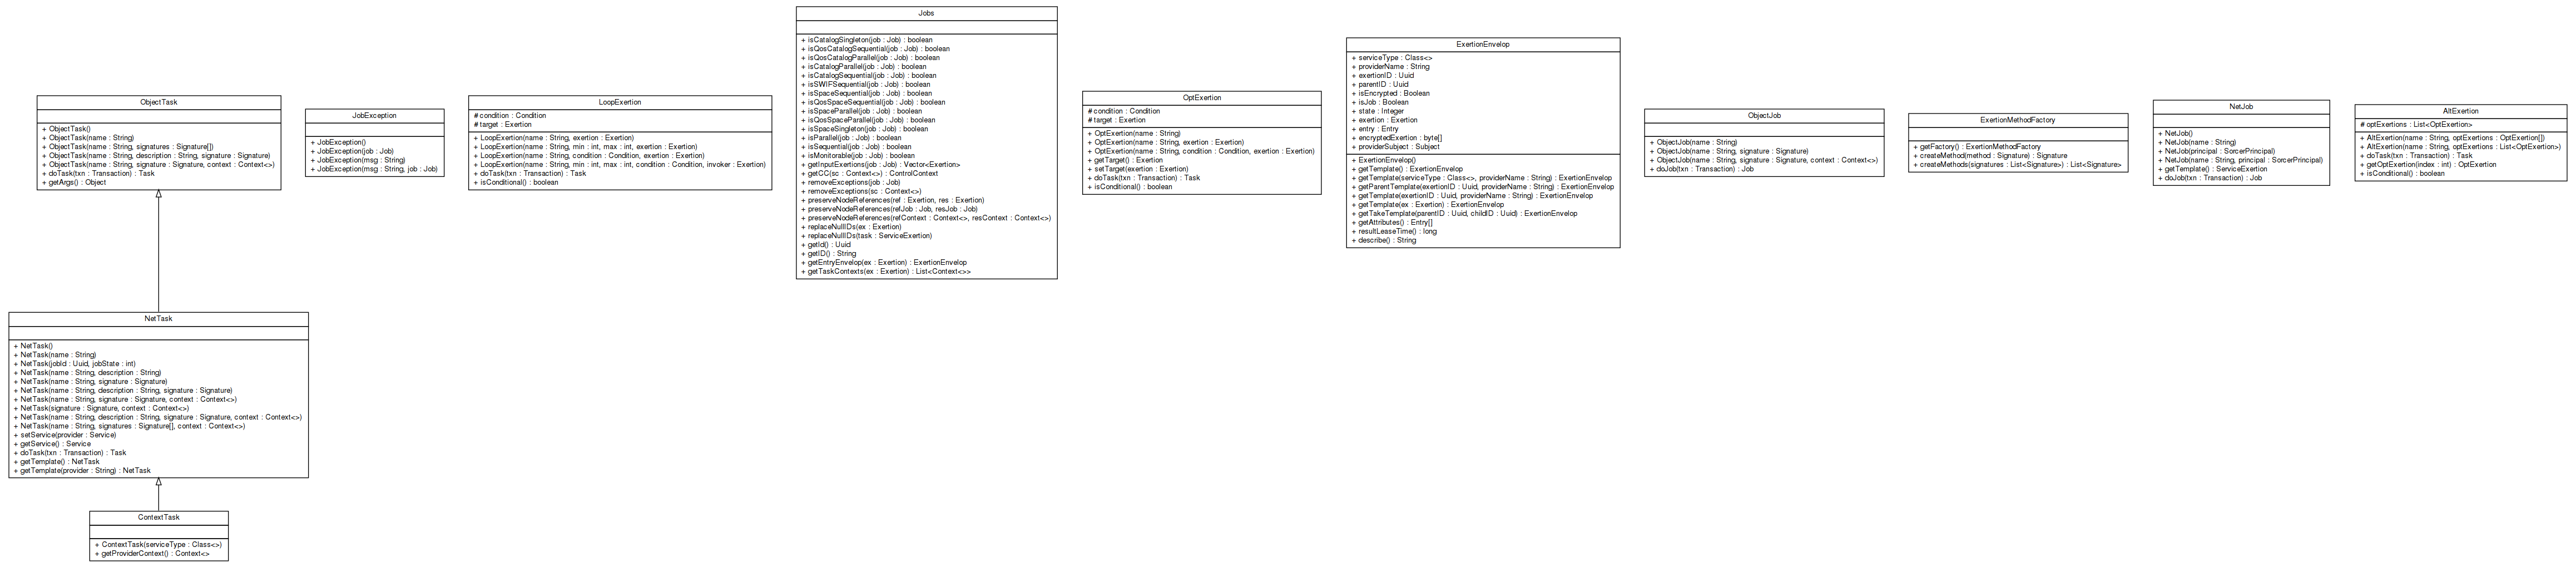 ObjectTask
+ ObjectTask()
+ ObjectTask(name : String)
+ ObjectTask(name : String, signatures : Signature[])
+ ObjectTask(name : String, description : String, signature : Signature)
+ ObjectTask(name : String, signature : Signature, context : Context<>)
+ doTask(txn : Transaction) : Task
+ getArgs() : Object
JobException
+ JobException()
+ JobException(job : Job)
+ JobException(msg : String)
+ JobException(msg : String, job : Job)
LoopExertion
# condition : Condition
# target : Exertion
+ LoopExertion(name : String, exertion : Exertion)
+ LoopExertion(name : String, min : int, max : int, exertion : Exertion)
+ LoopExertion(name : String, condition : Condition, exertion : Exertion)
+ LoopExertion(name : String, min : int, max : int, condition : Condition, invoker : Exertion)
+ doTask(txn : Transaction) : Task
+ isConditional() : boolean
Jobs
+ isCatalogSingleton(job : Job) : boolean
+ isQosCatalogSequential(job : Job) : boolean
+ isQosCatalogParallel(job : Job) : boolean
+ isCatalogParallel(job : Job) : boolean
+ isCatalogSequential(job : Job) : boolean
+ isSWIFSequential(job : Job) : boolean
+ isSpaceSequential(job : Job) : boolean
+ isQosSpaceSequential(job : Job) : boolean
+ isSpaceParallel(job : Job) : boolean
+ isQosSpaceParallel(job : Job) : boolean
+ isSpaceSingleton(job : Job) : boolean
+ isParallel(job : Job) : boolean
+ isSequential(job : Job) : boolean
+ isMonitorable(job : Job) : boolean
+ getInputExertions(job : Job) : Vector<Exertion>
+ getCC(sc : Context<>) : ControlContext
+ removeExceptions(job : Job)
+ removeExceptions(sc : Context<>)
+ preserveNodeReferences(ref : Exertion, res : Exertion)
+ preserveNodeReferences(refJob : Job, resJob : Job)
+ preserveNodeReferences(refContext : Context<>, resContext : Context<>)
+ replaceNullIDs(ex : Exertion)
+ replaceNullIDs(task : ServiceExertion)
+ getId() : Uuid
+ getID() : String
+ getEntryEnvelop(ex : Exertion) : ExertionEnvelop
+ getTaskContexts(ex : Exertion) : List<Context<>>
OptExertion
# condition : Condition
# target : Exertion
+ OptExertion(name : String)
+ OptExertion(name : String, exertion : Exertion)
+ OptExertion(name : String, condition : Condition, exertion : Exertion)
+ getTarget() : Exertion
+ setTarget(exertion : Exertion)
+ doTask(txn : Transaction) : Task
+ isConditional() : boolean
ExertionEnvelop
+ serviceType : Class<>
+ providerName : String
+ exertionID : Uuid
+ parentID : Uuid
+ isEncrypted : Boolean
+ isJob : Boolean
+ state : Integer
+ exertion : Exertion
+ entry : Entry
+ encryptedExertion : byte[]
+ providerSubject : Subject
+ ExertionEnvelop()
+ getTemplate() : ExertionEnvelop
+ getTemplate(serviceType : Class<>, providerName : String) : ExertionEnvelop
+ getParentTemplate(exertionID : Uuid, providerName : String) : ExertionEnvelop
+ getTemplate(exertionID : Uuid, providerName : String) : ExertionEnvelop
+ getTemplate(ex : Exertion) : ExertionEnvelop
+ getTakeTemplate(parentID : Uuid, childID : Uuid) : ExertionEnvelop
+ getAttributes() : Entry[]
+ resultLeaseTime() : long
+ describe() : String
ObjectJob
+ ObjectJob(name : String)
+ ObjectJob(name : String, signature : Signature)
+ ObjectJob(name : String, signature : Signature, context : Context<>)
+ doJob(txn : Transaction) : Job
ExertionMethodFactory
+ getFactory() : ExertionMethodFactory
+ createMethod(method : Signature) : Signature
+ createMethods(signatures : List<Signature>) : List<Signature>
NetJob
+ NetJob()
+ NetJob(name : String)
+ NetJob(principal : SorcerPrincipal)
+ NetJob(name : String, principal : SorcerPrincipal)
+ getTemplate() : ServiceExertion
+ doJob(txn : Transaction) : Job
AltExertion
# optExertions : List<OptExertion>
+ AltExertion(name : String, optExertions : OptExertion[])
+ AltExertion(name : String, optExertions : List<OptExertion>)
+ doTask(txn : Transaction) : Task
+ getOptExertion(index : int) : OptExertion
+ isConditional() : boolean
NetTask
+ NetTask()
+ NetTask(name : String)
+ NetTask(jobId : Uuid, jobState : int)
+ NetTask(name : String, description : String)
+ NetTask(name : String, signature : Signature)
+ NetTask(name : String, description : String, signature : Signature)
+ NetTask(name : String, signature : Signature, context : Context<>)
+ NetTask(signature : Signature, context : Context<>)
+ NetTask(name : String, description : String, signature : Signature, context : Context<>)
+ NetTask(name : String, signatures : Signature[], context : Context<>)
+ setService(provider : Service)
+ getService() : Service
+ doTask(txn : Transaction) : Task
+ getTemplate() : NetTask
+ getTemplate(provider : String) : NetTask
ContextTask
+ ContextTask(serviceType : Class<>)
+ getProviderContext() : Context<>